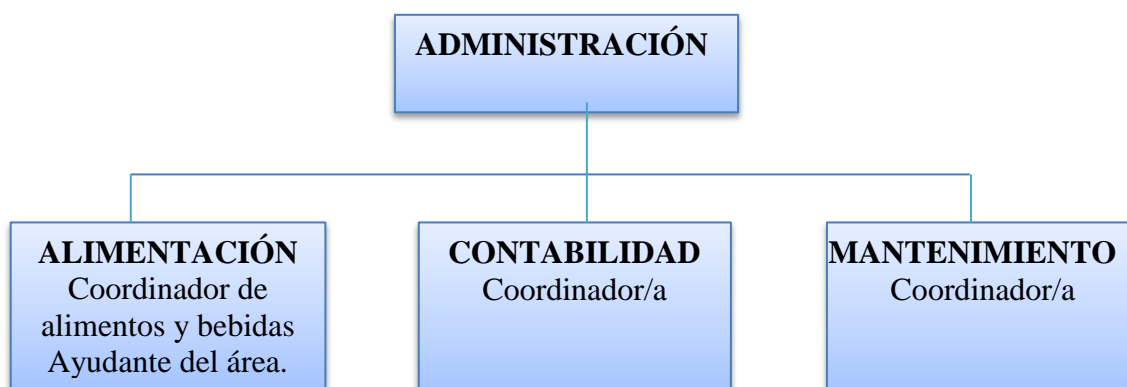 ADMINISTRACIÓN
ALIMENTACIÓN
Coordinador de
alimentos y bebidas
Ayudante del área.
CONTABILIDAD
Coordinador/a
MANTENIMIENTO
Coordinador/a